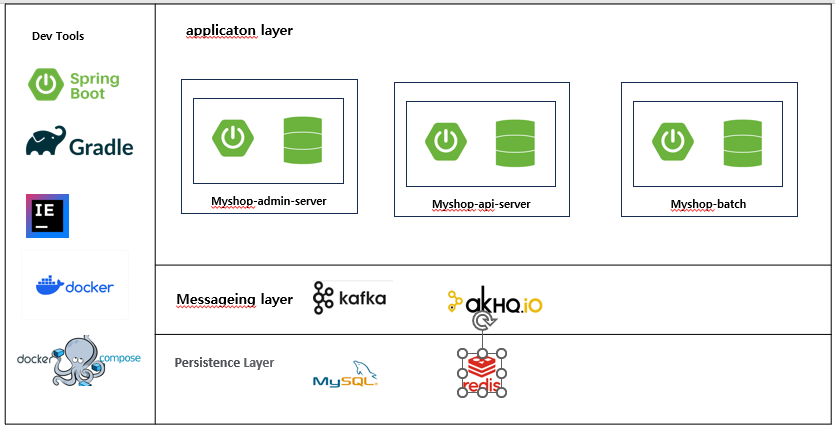 Dev Tools
Spring
Boot
Gradle
IE
docker
docker compose
applicaton layer
Myshop-admin-server
Myshop-api-server
Myshop-batch
Messageing layer
kafka
akHQ.io
Persistence Layer
MySQL
redis